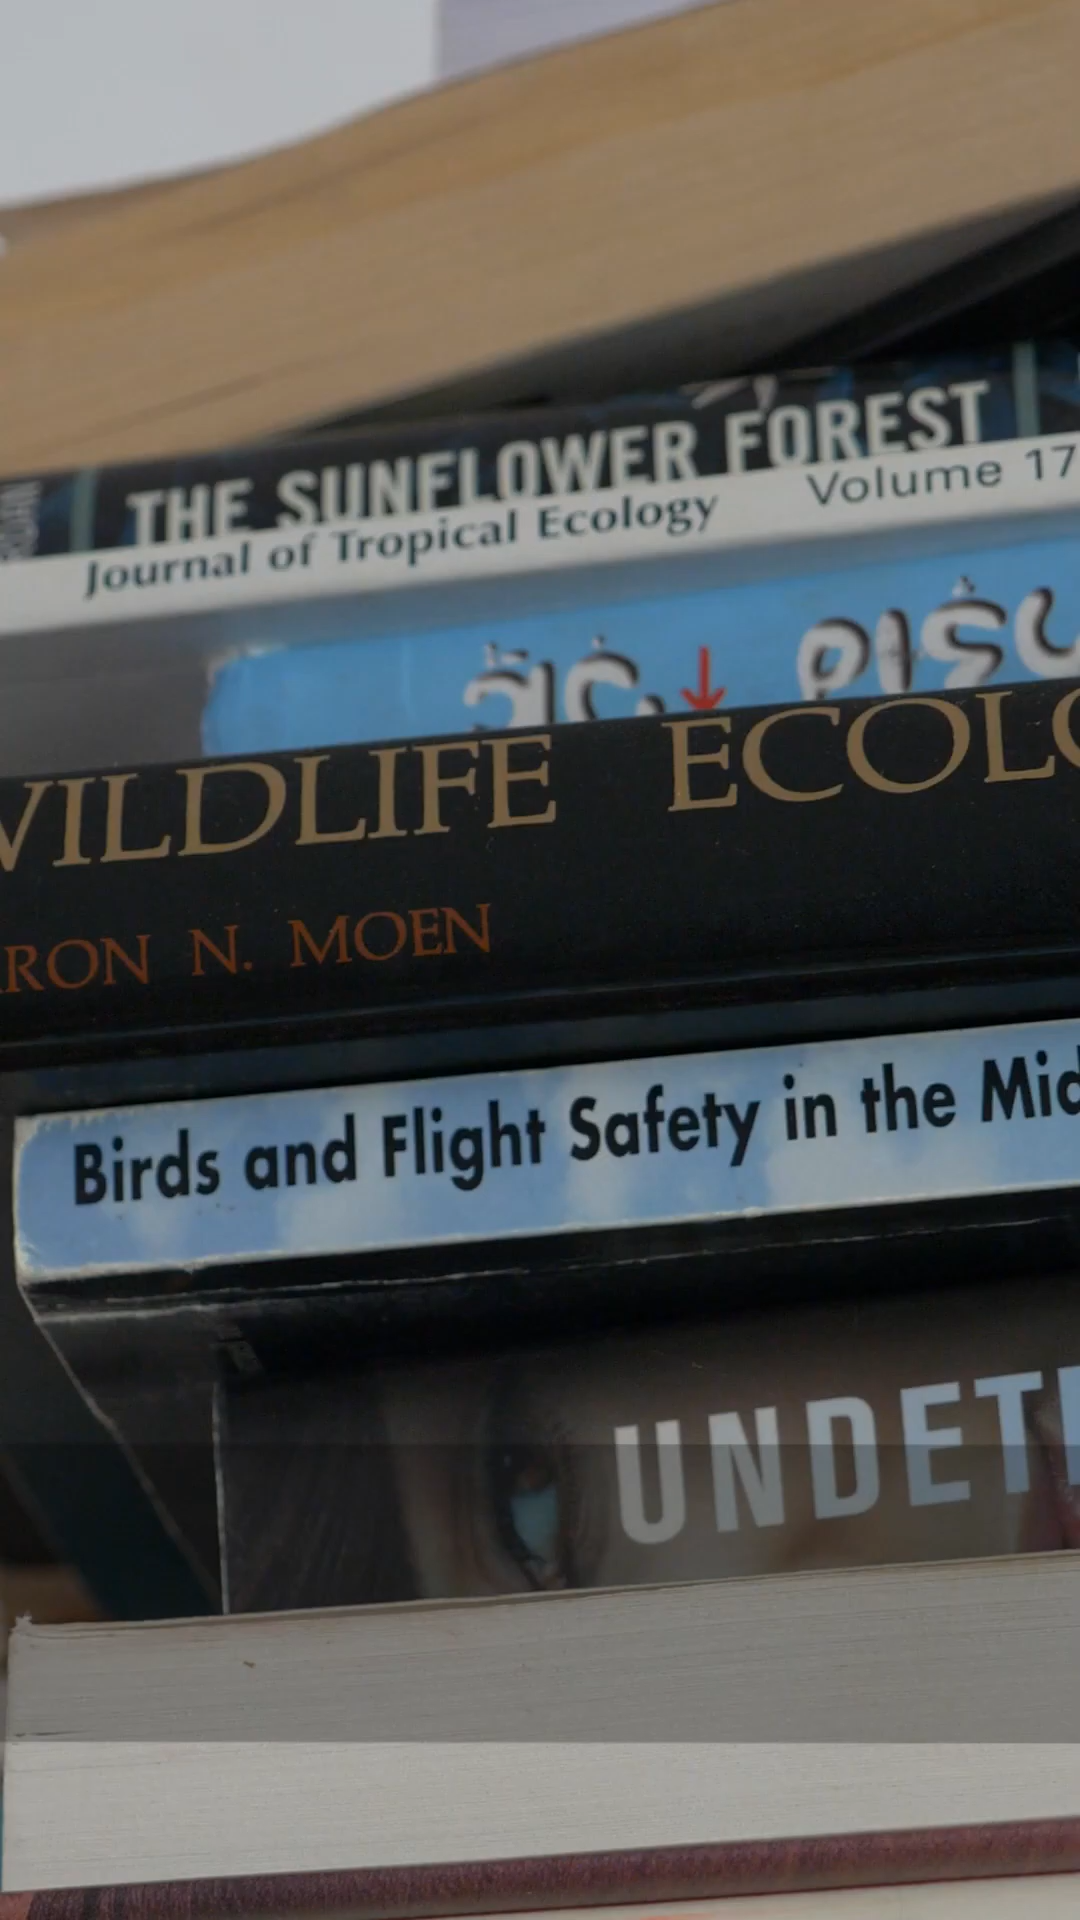 THE SUNFLOWER FOREST
Journal of Tropical Ecology Volume 17
WILDLIFE ECOLO
RON N. MOEN
Birds and Flight Safety in the Mid
UNDETE